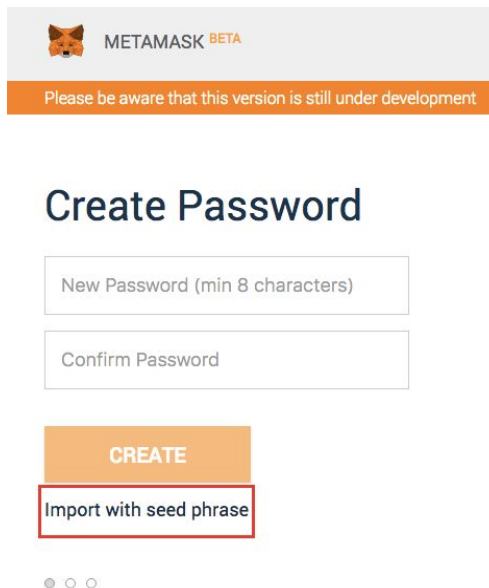 METAMASK BETA
Please be aware that this version is still under development
Create Password
New Password (min 8 characters)
Confirm Password
CREATE
Import with seed phrase